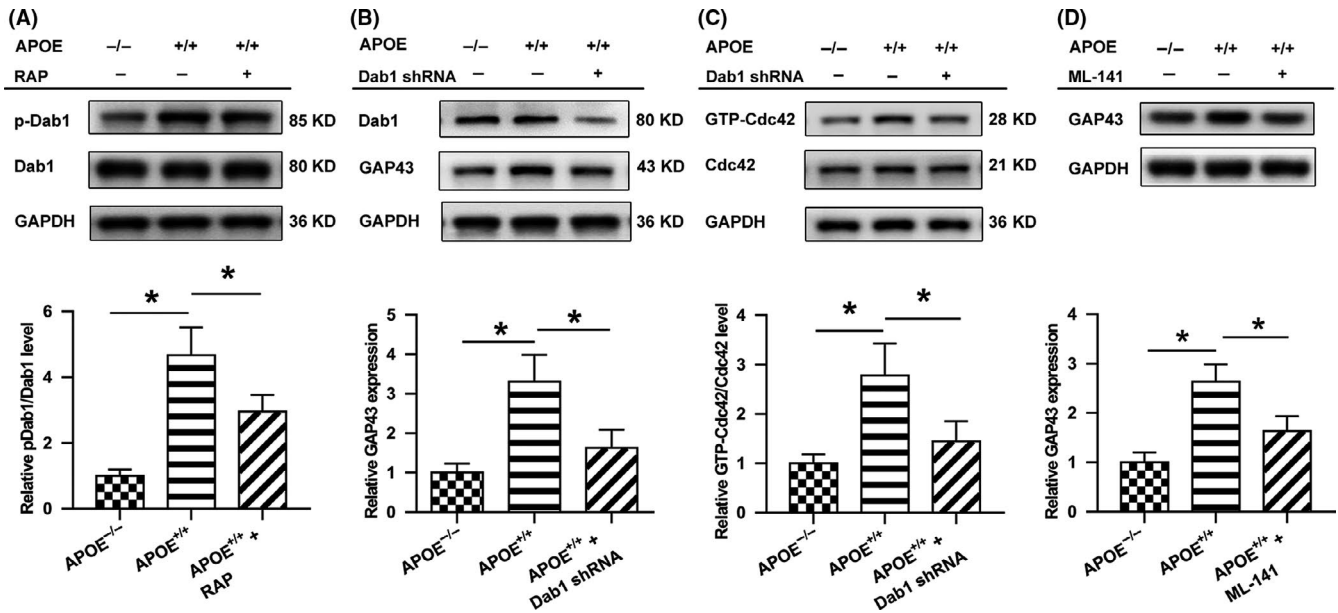 (A)
APOE −/− +/+ +/+
RAP − − +
p-Dab1 85 KD
Dab1 80 KD
GAPDH 36 KD
Relative pDab1/Dab1 level
6
4
2
0
*
*
APOE−/−
APOE+/+
APOE+/+ +
RAP
(B)
APOE −/− +/+ +/+
Dab1 shRNA − − +
Dab1 80 KD
GAP43 43 KD
GAPDH 36 KD
Relative GAP43 expression
5
4
3
2
1
0
*
*
APOE−/−
APOE+/+
APOE+/+ +
Dab1 shRNA
(C)
APOE −/− +/+ +/+
Dab1 shRNA − − +
GTP-Cdc42 28 KD
Cdc42 21 KD
GAPDH 36 KD
Relative GTP-Cdc42/Cdc42 level
4
3
2
1
0
*
*
APOE−/−
APOE+/+
APOE+/+ +
Dab1 shRNA
(D)
APOE −/− +/+ +/+
ML-141 − − +
GAP43
GAPDH
Relative GAP43 expression
4
3
2
1
0
*
*
APOE−/−
APOE+/+
APOE+/+ +
ML-141